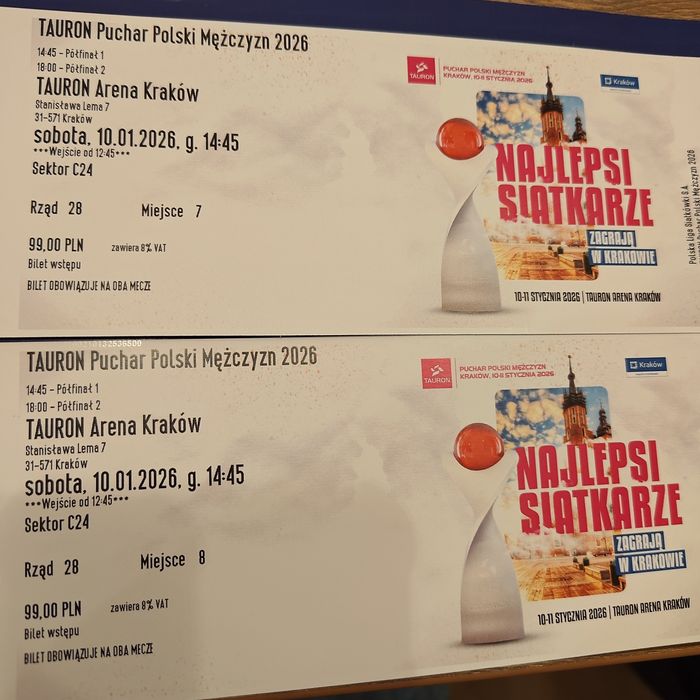 TAURON Puchar Polski Mężczyzn 2026
14:45 - Półfinał 1
18:00 - Półfinał 2
TAURON Arena Kraków
Stanisława Lema 7
31-571 Kraków
sobota, 10.01.2026, g. 14:45
***Wejście od 12:45***
Sektor C24
Rząd 28 Miejsce 7
99,00 PLN zawiera 8% VAT
Bilet wstępu
BILET OBOWIĄZUJE NA OBA MECZE
TAURON
PUCHAR POLSKI MĘŻCZYZN
KRAKÓW, 10-11 STYCZNIA 2026
Kraków
NAJLEPSI
SIATKARZE
ZAGRAJĄ
W KRAKOWIE
10-11 STYCZNIA 2026 | TAURON ARENA KRAKÓW
Polska Liga Siatkówki S.A.
Puchar Polski Mężczyzn 2026
TAURON Puchar Polski Mężczyzn 2026
14:45 - Półfinał 1
18:00 - Półfinał 2
TAURON Arena Kraków
Stanisława Lema 7
31-571 Kraków
sobota, 10.01.2026, g. 14:45
***Wejście od 12:45***
Sektor C24
Rząd 28 Miejsce 8
99,00 PLN zawiera 8% VAT
Bilet wstępu
BILET OBOWIĄZUJE NA OBA MECZE
TAURON
PUCHAR POLSKI MĘŻCZYZN
KRAKÓW, 10-11 STYCZNIA 2026
Kraków
NAJLEPSI
SIATKARZE
ZAGRAJĄ
W KRAKOWIE
10-11 STYCZNIA 2026 | TAURON ARENA KRAKÓW